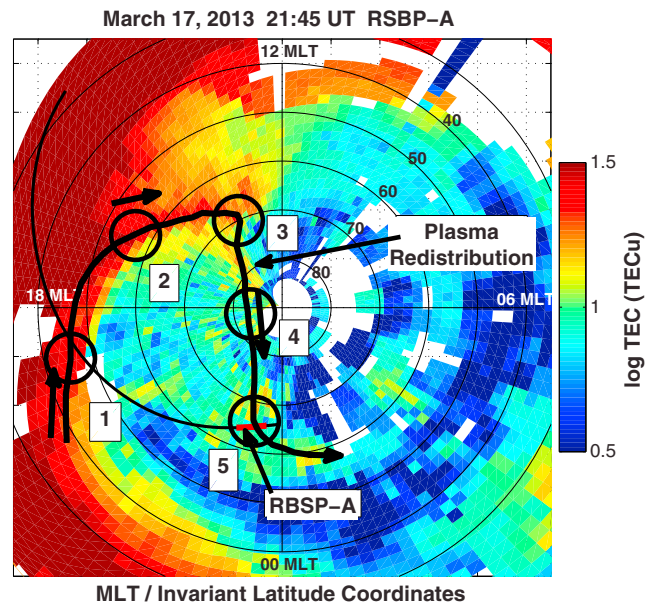 March 17, 2013 21:45 UT RSBP-A
12 MLT
40
50
60
70
80
3
Plasma
Redistribution
2
18 MLT
06 MLT
4
1
5
RBSP-A
00 MLT
MLT / Invariant Latitude Coordinates
1.5
1
0.5
log TEC (TECu)